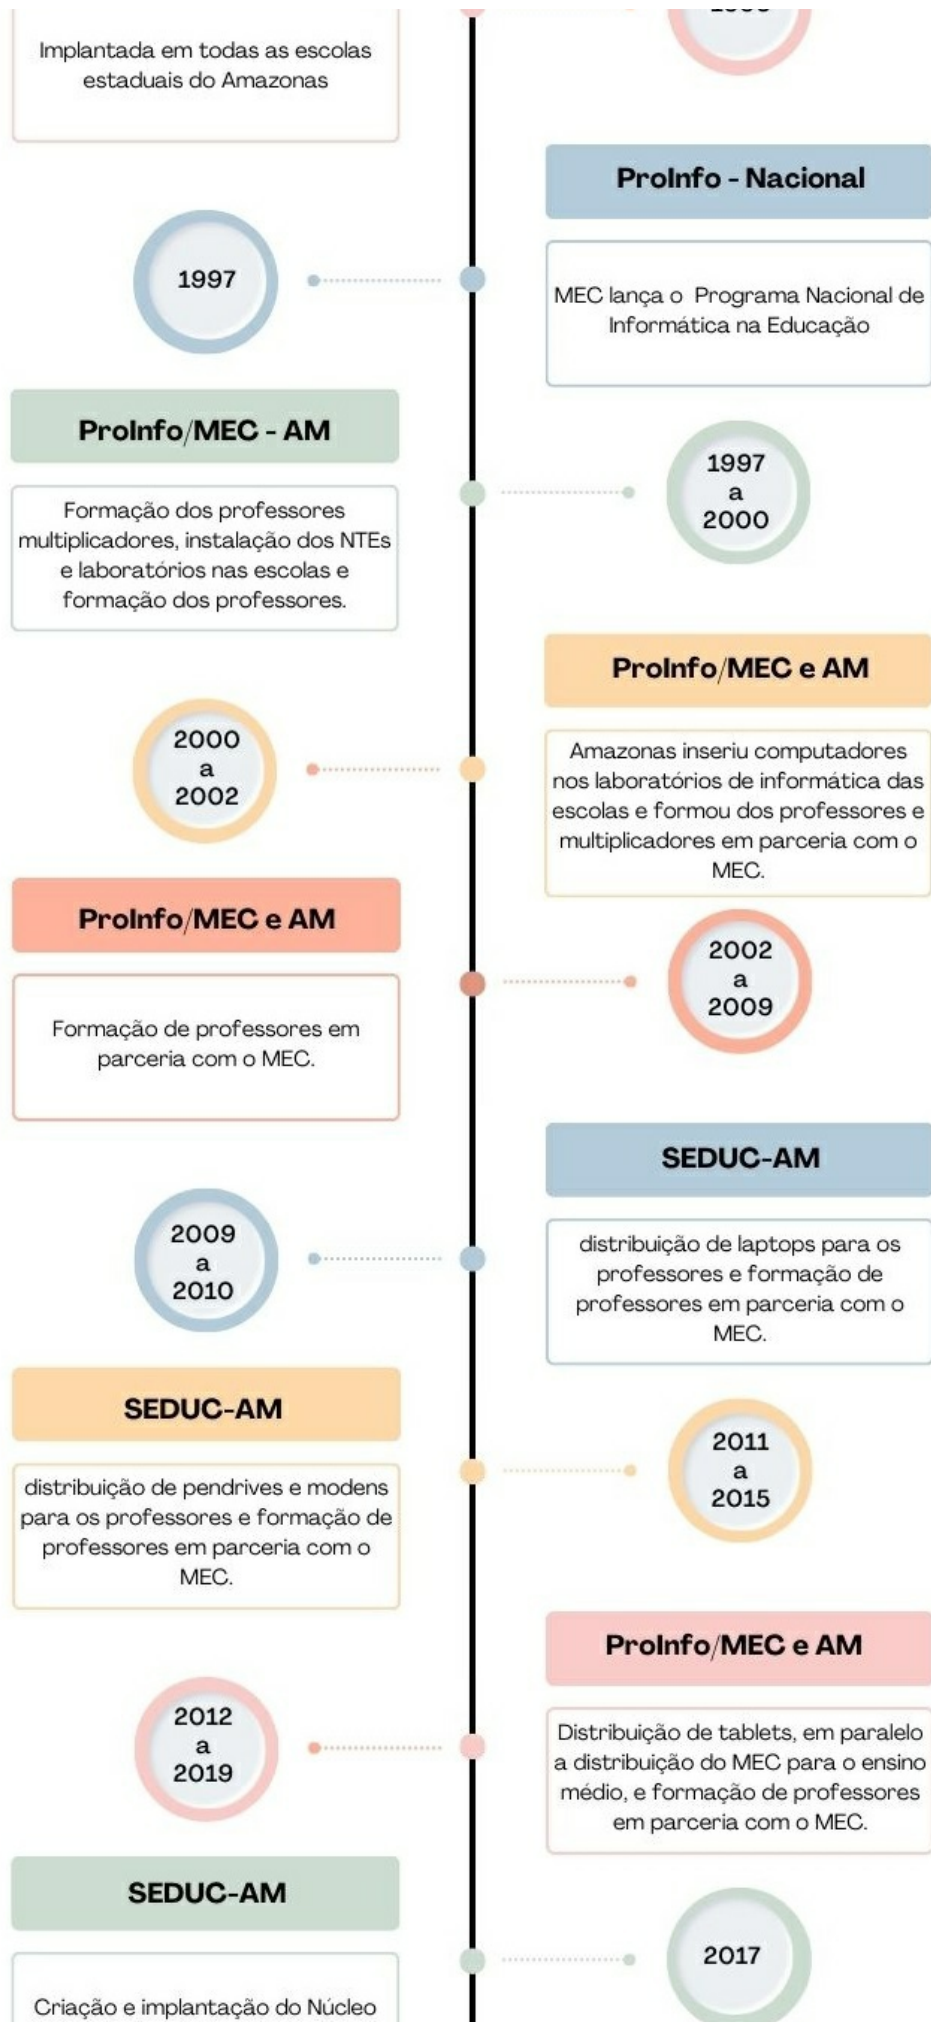 Implantada em todas as escolas
estaduais do Amazonas
ProInfo - Nacional
1997
MEC lança o Programa Nacional de
Informática na Educação
ProInfo/MEC - AM
1997
a
2000
Formação dos professores
multiplicadores, instalação dos NTEs
e laboratórios nas escolas e
formação dos professores.
ProInfo/MEC e AM
2000
a
2002
Amazonas inseriu computadores
nos laboratórios de informática das
escolas e formou dos professores e
multiplicadores em parceria com o
MEC.
ProInfo/MEC e AM
2002
a
2009
Formação de professores em
parceria com o MEC.
SEDUC-AM
2009
a
2010
distribuição de laptops para os
professores e formação de
professores em parceria com o
MEC.
SEDUC-AM
2011
a
2015
distribuição de pendrives e modens
para os professores e formação de
professores em parceria com o
MEC.
ProInfo/MEC e AM
2012
a
2019
Distribuição de tablets, em paralelo
a distribuição do MEC para o ensino
médio, e formação de professores
em parceria com o MEC.
SEDUC-AM
2017
Criação e implantação do Núcleo